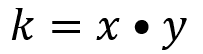 k = x • y